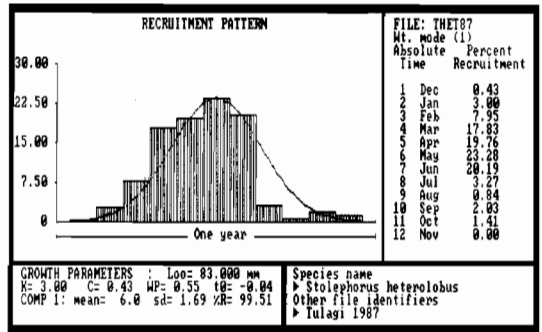 RECRUITMENT PATTERN
30.00
22.50
15.00
7.50
0
One year
FILE: THET87
Wt. mode (1)
Absolute Percent
Time Recruitment
1 Dec 0.43
2 Jan 3.00
3 Feb 7.95
4 Mar 17.83
5 Apr 19.76
6 May 23.28
7 Jun 20.19
8 Jul 3.27
9 Aug 0.84
10 Sep 2.03
11 Oct 1.41
12 Nov 0.00
GROWTH PARAMETERS : Loo= 83.000 mm
K= 3.00 C= 0.43 WP= 0.55 t0= -0.04
COMP 1: mean= 6.0 sd= 1.69 %R= 99.51
Species name
▶ Stolephorus heterolobus
Other file identifiers
▶ Tulagi 1987